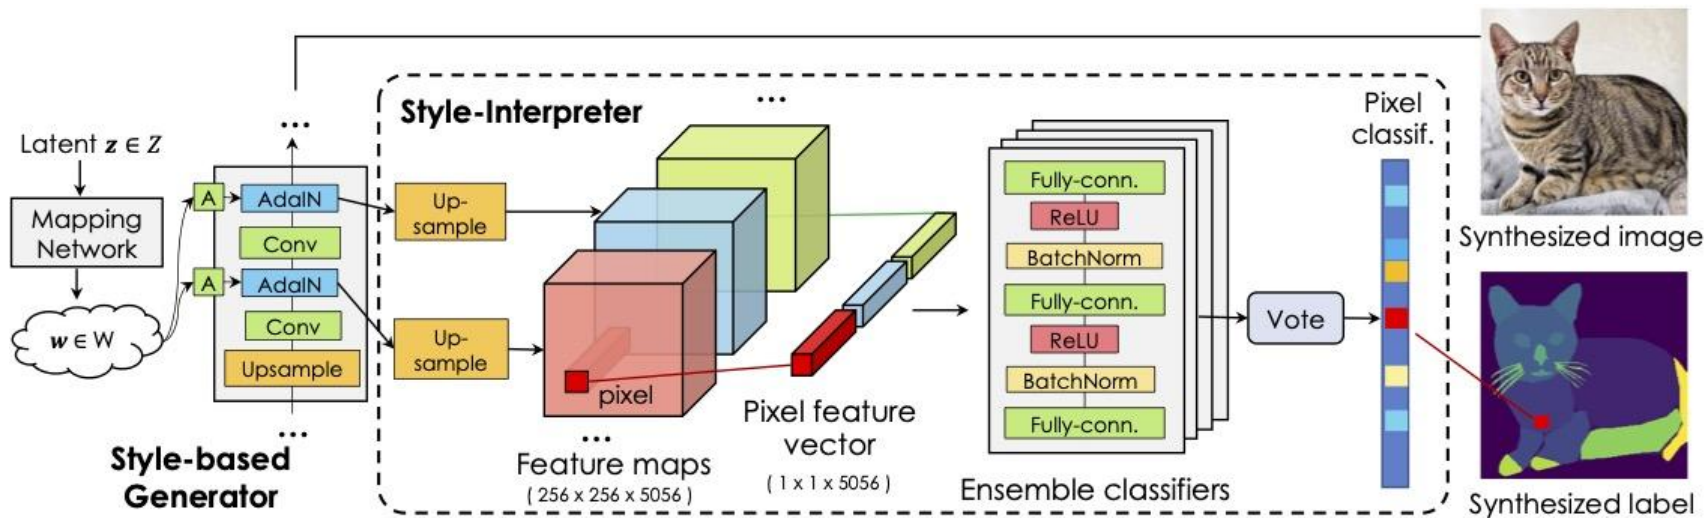 Latent z ∈ Z
Mapping
Network
w ∈ W
A
A
...
AdaIN
Conv
AdaIN
Conv
Upsample
...
Style-based
Generator
Style-Interpreter
Up-
sample
Up-
sample
...
pixel
...
Feature maps
( 256 x 256 x 5056 )
Pixel feature
vector
( 1 x 1 x 5056 )
Fully-conn.
ReLU
BatchNorm
Fully-conn.
ReLU
BatchNorm
Fully-conn.
Ensemble classifiers
Vote
Pixel
classif.
Synthesized image
Synthesized label